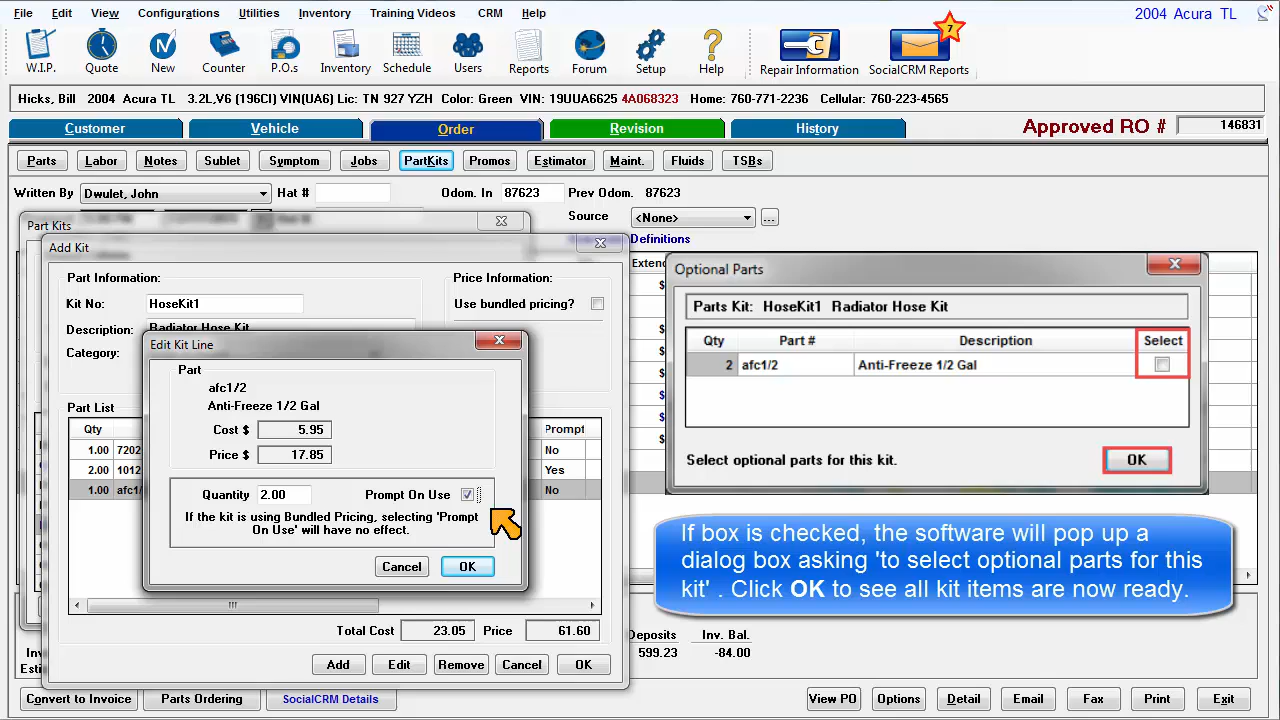 File Edit View Configurations Utilities Inventory Training Videos CRM Help 2004 Acura TL
7
W.I.P. Quote New Counter P.O.s Inventory Schedule Users Reports Forum Setup Help Repair Information SocialCRM Reports
Hicks, Bill 2004 Acura TL 3.2L,V6 (196CI) VIN(UA6) Lic: TN 927 YZH Color: Green VIN: 19UUA6625 4A068323 Home: 760-771-2236 Cellular: 760-223-4565
Customer Vehicle Order Revision History Approved RO # 146831
Parts Labor Notes Sublet Symptom Jobs PartKits Promos Estimator Maint. Fluids TSBs
Written By Dwulet, John Hat # Odom. In 87623 Prev Odom. 87623
Source <None> ...
Part Kits
Definitions
Add Kit
Extend
Part Information:
Price Information:
Kit No: HoseKit1
Use bundled pricing?
Description: Radiator Hose Kit
Category:
Edit Kit Line
Part
afc1/2
Anti-Freeze 1/2 Gal
Cost $ 5.95
Price $ 17.85
Quantity 2.00 Prompt On Use
If the kit is using Bundled Pricing, selecting 'Prompt
On Use' will have no effect.
Cancel OK
Part List
Qty Prompt
1.00 7202 No
2.00 1012 Yes
1.00 afc1/ No
Total Cost 23.05 Price 61.60
Add Edit Remove Cancel OK
Optional Parts
Parts Kit: HoseKit1 Radiator Hose Kit
Qty Part # Description Select
2 afc1/2 Anti-Freeze 1/2 Gal
Select optional parts for this kit.
OK
If box is checked, the software will pop up a
dialog box asking 'to select optional parts for this
kit' . Click OK to see all kit items are now ready.
Deposits Inv. Bal.
599.23 -84.00
Inv
Esti
Convert to Invoice Parts Ordering SocialCRM Details View PO Options Detail Email Fax Print Exit